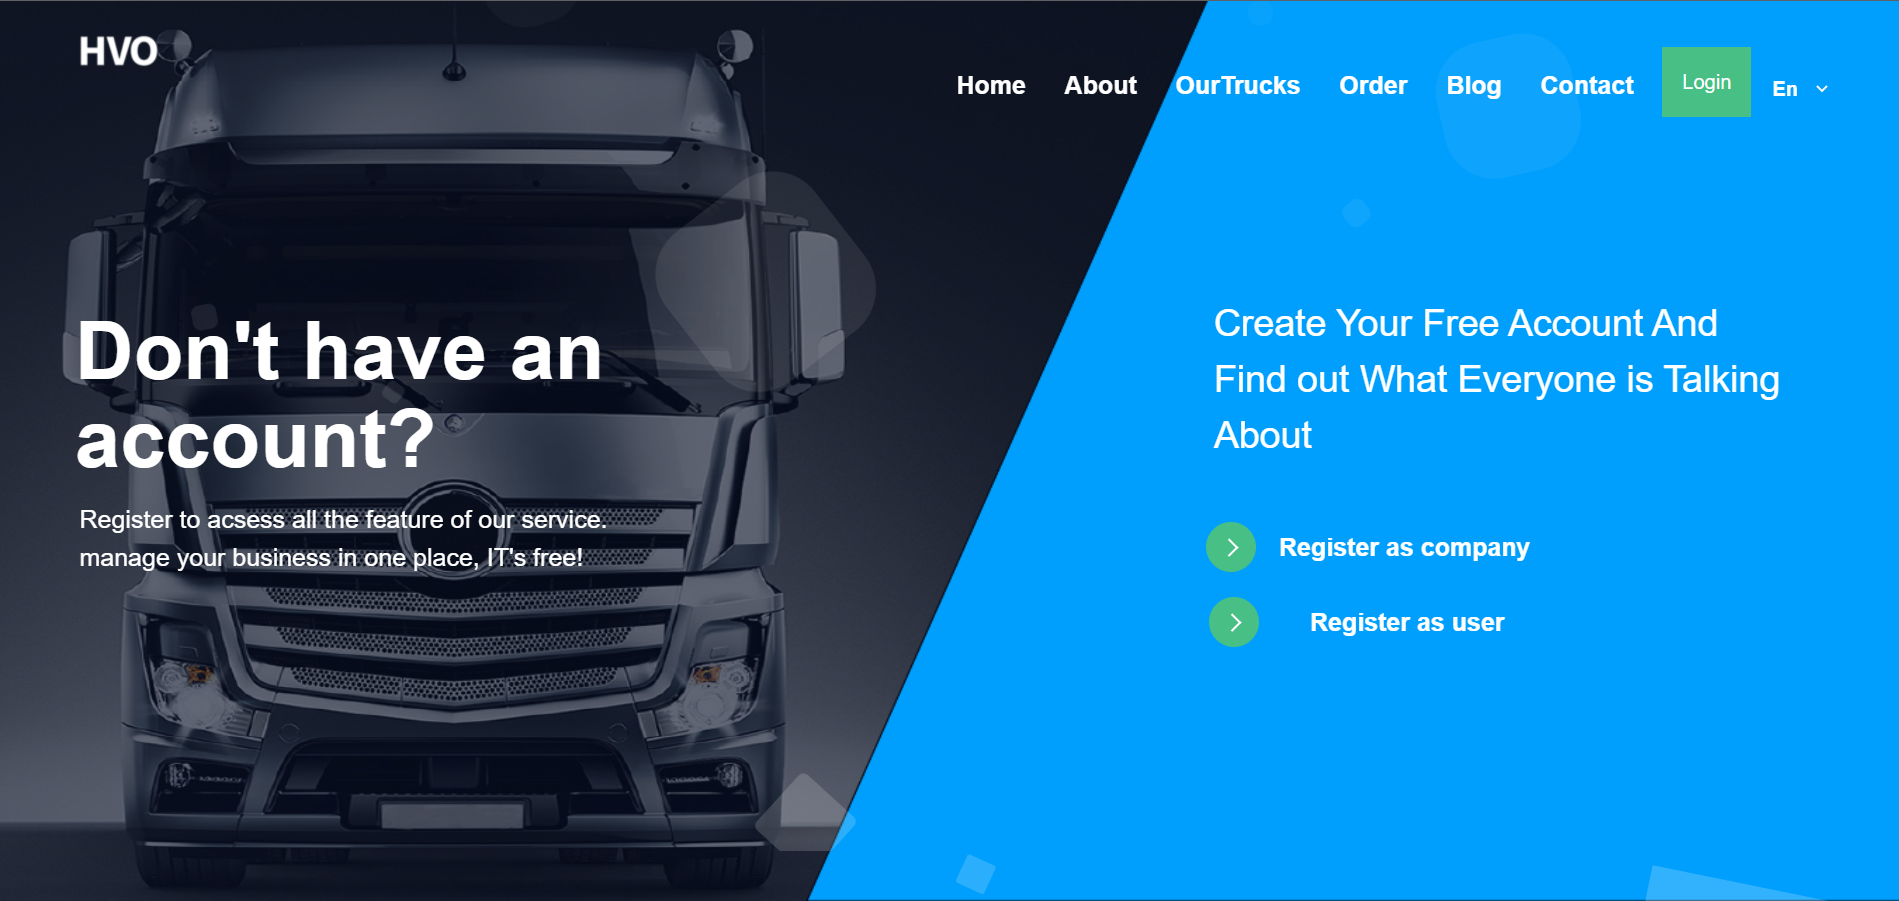 HVO
Home About OurTrucks Order Blog Contact Login En
Don't have an
account?
Register to acsess all the feature of our service.
manage your business in one place, IT's free!
Create Your Free Account And
Find out What Everyone is Talking
About
Register as company
Register as user